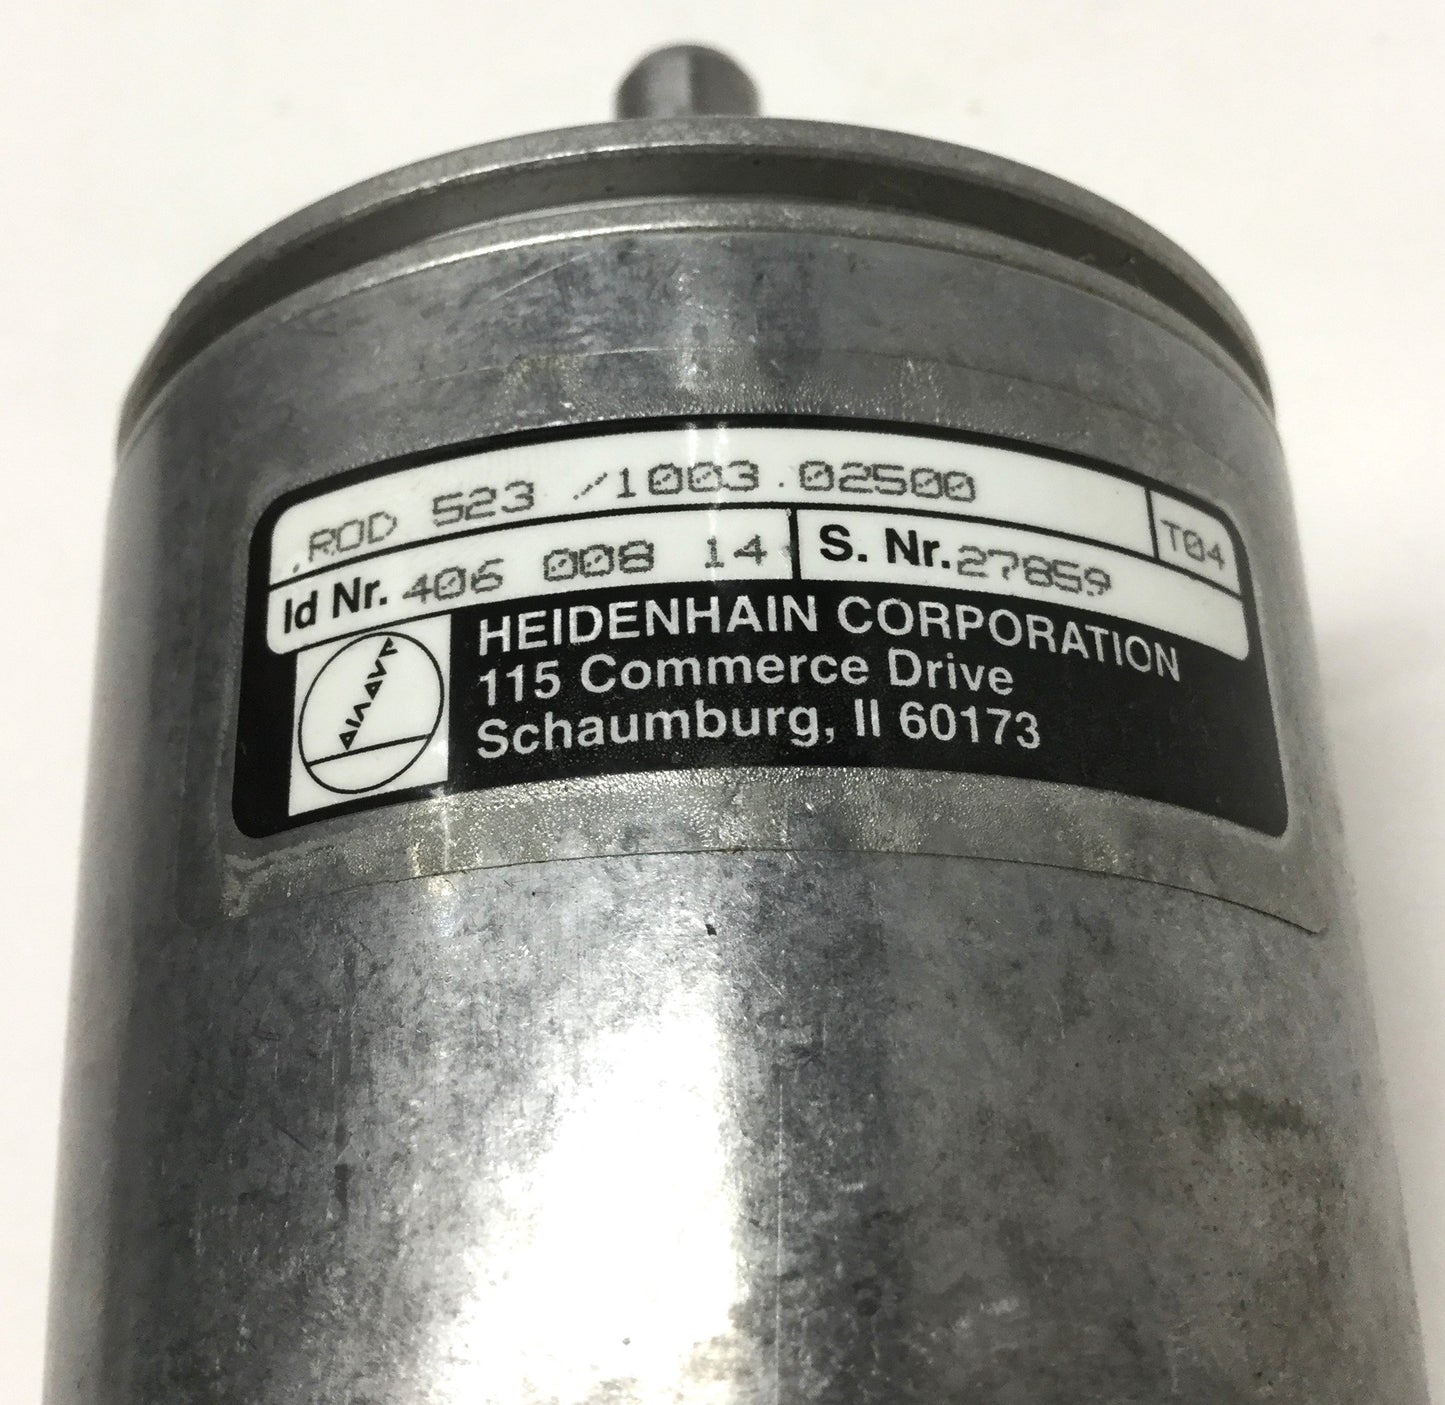 .ROD 523 /1003.02500 T04
Id Nr. 406 008 14 S. Nr. 27859
HEIDENHAIN CORPORATION
115 Commerce Drive
Schaumburg, Il 60173